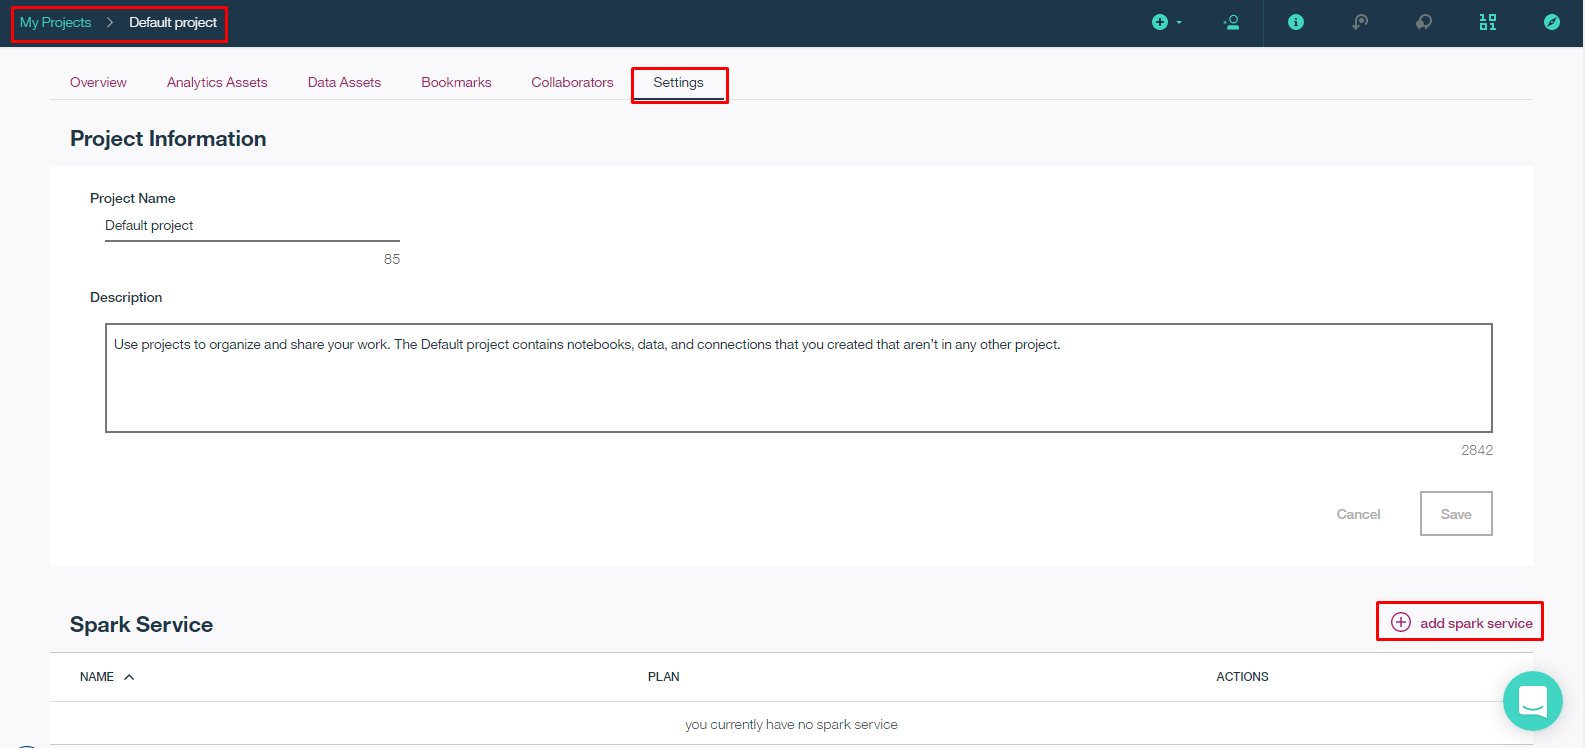 My Projects > Default project
Overview Analytics Assets Data Assets Bookmarks Collaborators Settings
Project Information
Project Name
Default project
85
Description
Use projects to organize and share your work. The Default project contains notebooks, data, and connections that you created that aren't in any other project.
2842
Cancel Save
Spark Service add spark service
NAME PLAN ACTIONS
you currently have no spark service